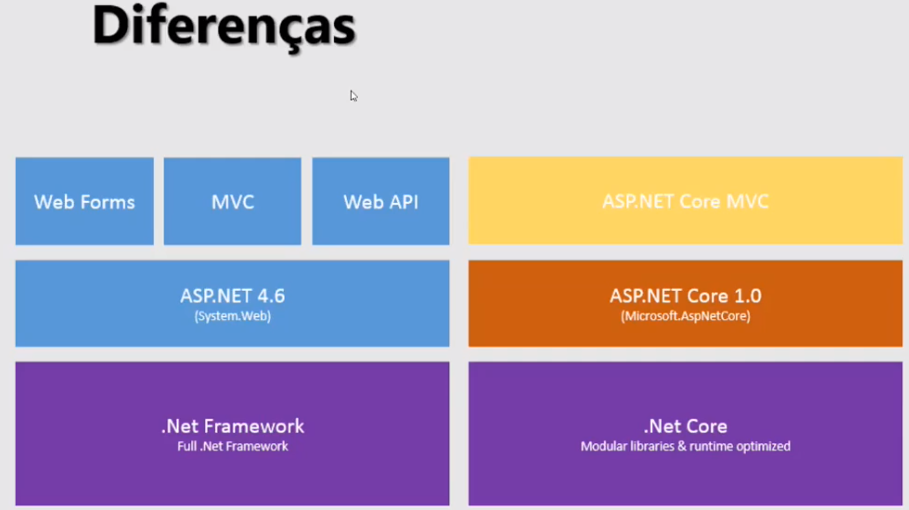 Diferenças
Web Forms
MVC
Web API
ASP.NET Core MVC
ASP.NET 4.6
(System.Web)
ASP.NET Core 1.0
(Microsoft.AspNetCore)
.Net Framework
Full .Net Framework
.Net Core
Modular libraries & runtime optimized